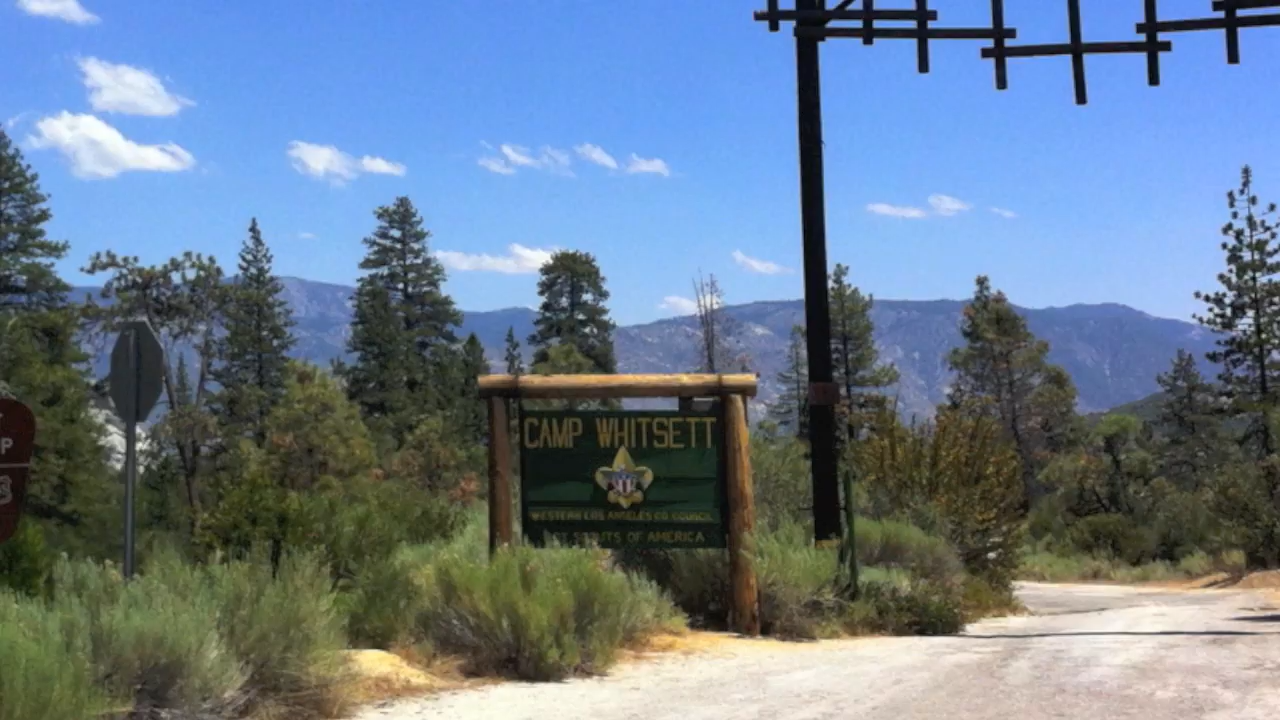 CAMP WHITSETT
WESTERN LOS ANGELES CO. COUNCIL
SCOUTS OF AMERICA
P